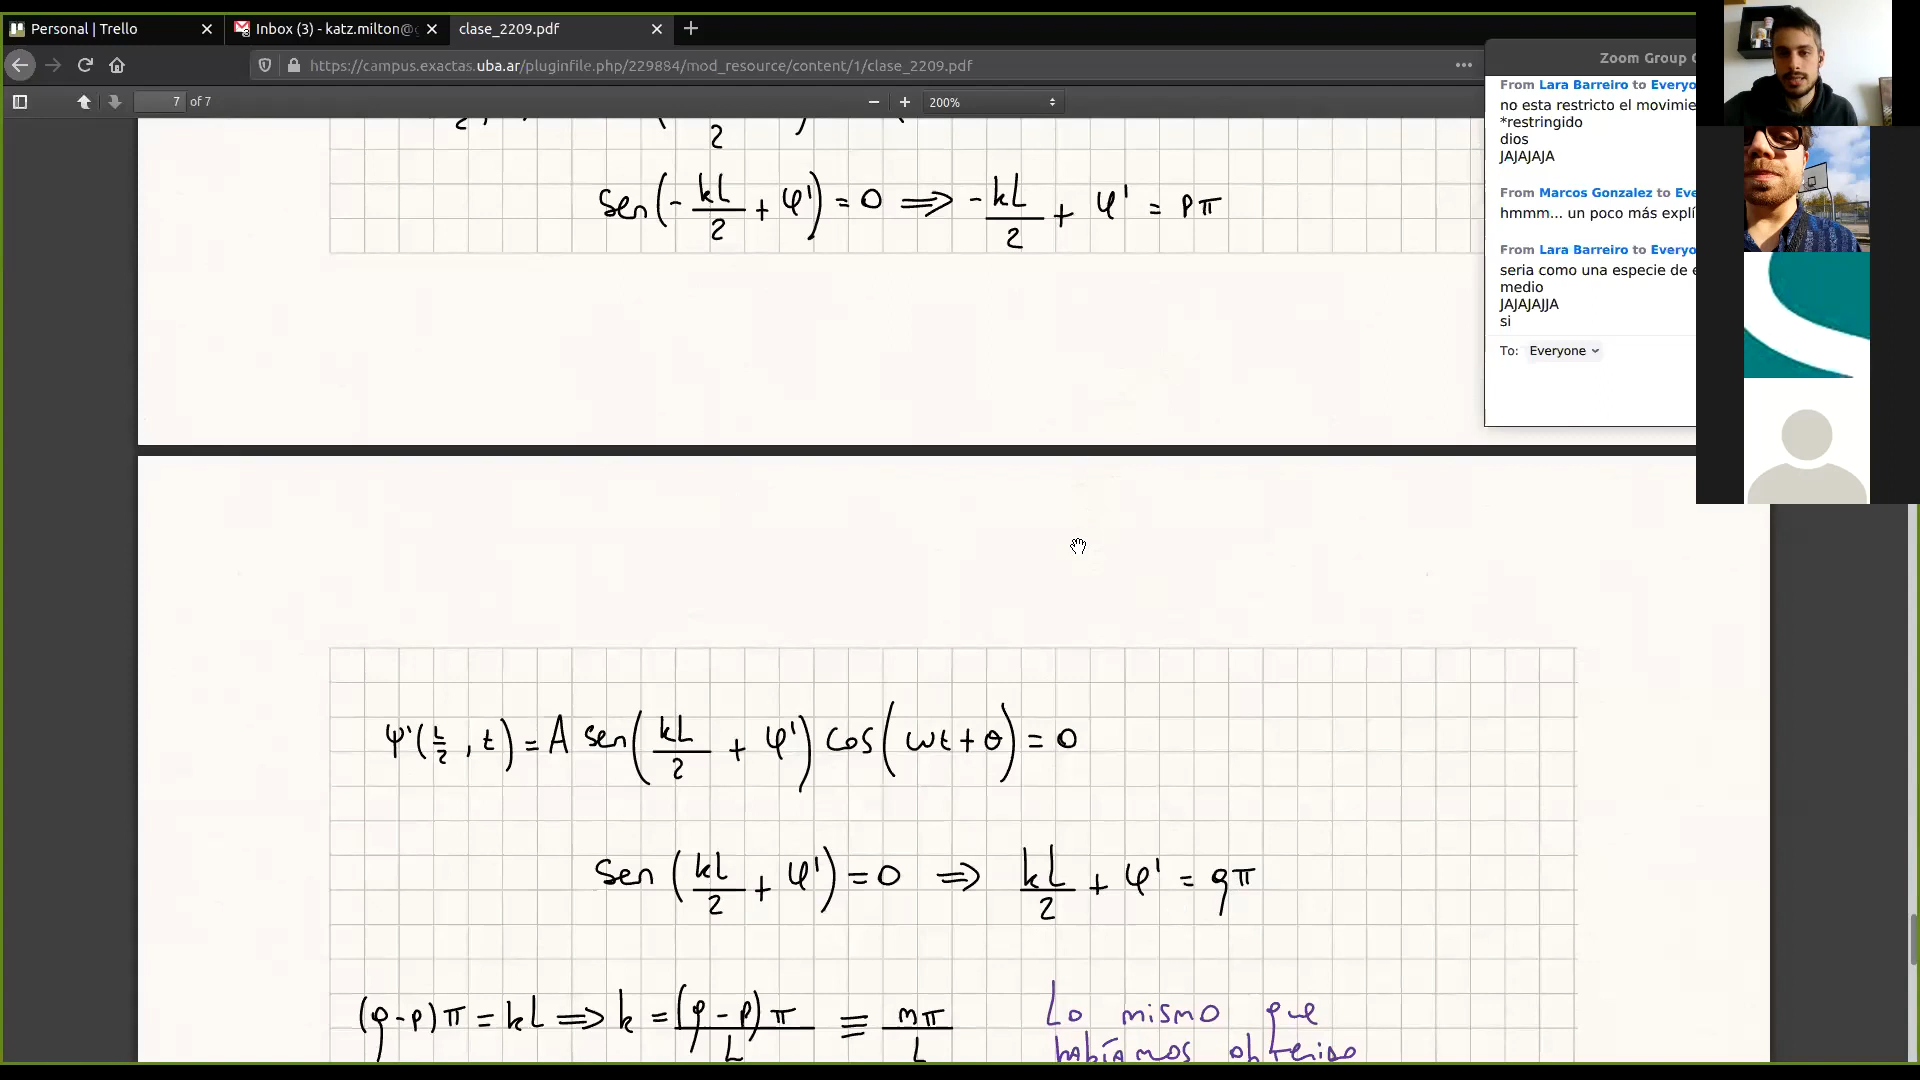 Personal | Trello
Inbox (3) - katz.milton@
clase_2209.pdf
https://campus.exactas.uba.ar/pluginfile.php/229884/mod_resource/content/1/clase_2209.pdf
7 of 7
200%
2
sen(-kL/2 + φ') = 0 ⟹ -kL/2 + φ' = pπ
ψ'(L/2, t) = A sen(kL/2 + φ') cos(ωt + θ) = 0
sen(kL/2 + φ') = 0 ⟹ kL/2 + φ' = qπ
(q-p)π = kL ⟹ k = (q-p)π/L ≡ mπ/L
Lo mismo que
habíamos obtenido
Zoom Group
From Lara Barreiro to Everyo
no esta restricto el movimie
*restringido
dios
JAJAJAJA
From Marcos Gonzalez to Eve
hmmm... un poco más explí
From Lara Barreiro to Everyo
seria como una especie de e
medio
JAJAJAJJA
si
To: Everyone